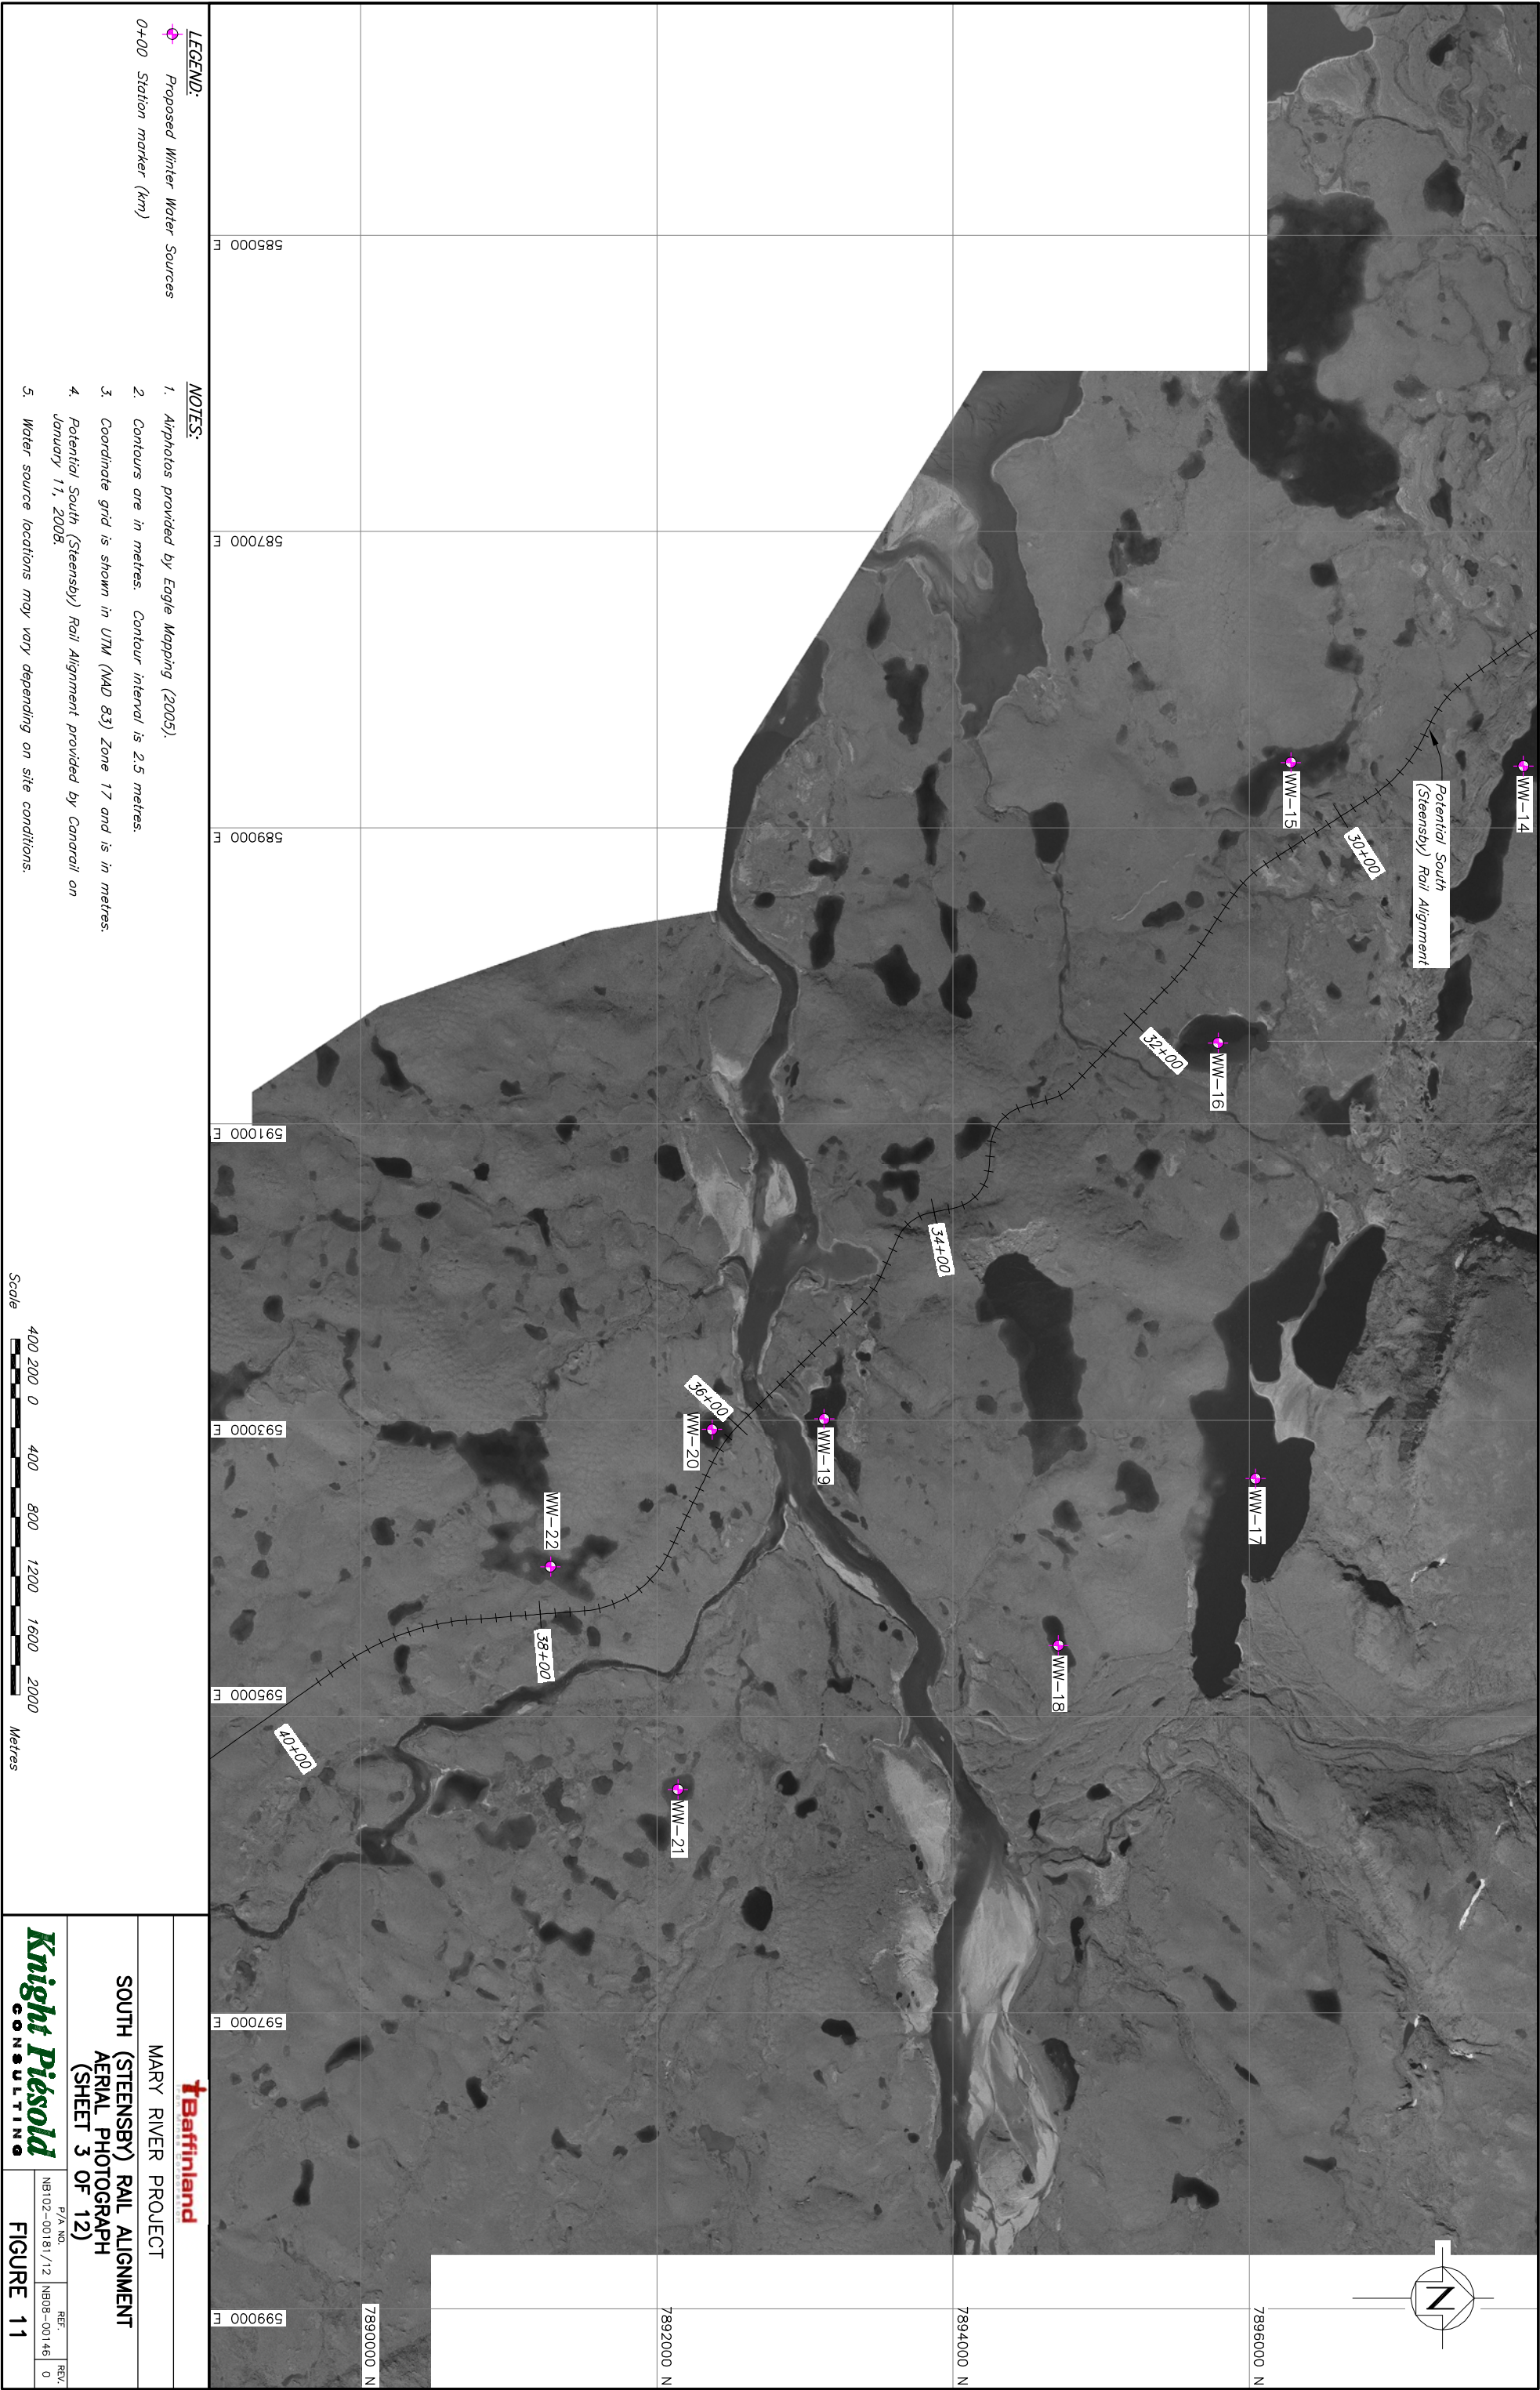 WW-14
Potential South
(Steensby) Rail Alignment
WW-15
30+00
WW-16
32+00
WW-17
34+00
WW-18
WW-19
36+00
WW-20
WW-22
38+00
WW-21
40+00
585000 E
587000 E
589000 E
591000 E
593000 E
595000 E
597000 E
599000 E
7896000 N
7894000 N
7892000 N
7890000 N
N
LEGEND:
Proposed Winter Water Sources
0+00 Station marker (km)
NOTES:
1. Airphotos provided by Eagle Mapping (2005).
2. Contours are in metres. Contour interval is 2.5 metres.
3. Coordinate grid is shown in UTM (NAD 83) Zone 17 and is in metres.
4. Potential South (Steensby) Rail Alignment provided by Canarail on
January 11, 2008.
5. Water source locations may vary depending on site conditions.
Scale 400 200 0 400 800 1200 1600 2000 Metres
Baffinland
Iron Mines Corporation
MARY RIVER PROJECT
SOUTH (STEENSBY) RAIL ALIGNMENT
AERIAL PHOTOGRAPH
(SHEET 3 OF 12)
Knight Piésold
CONSULTING
P/A NO.
NB102-00181/12
REF.
NB08-00146
REV.
0
FIGURE 11